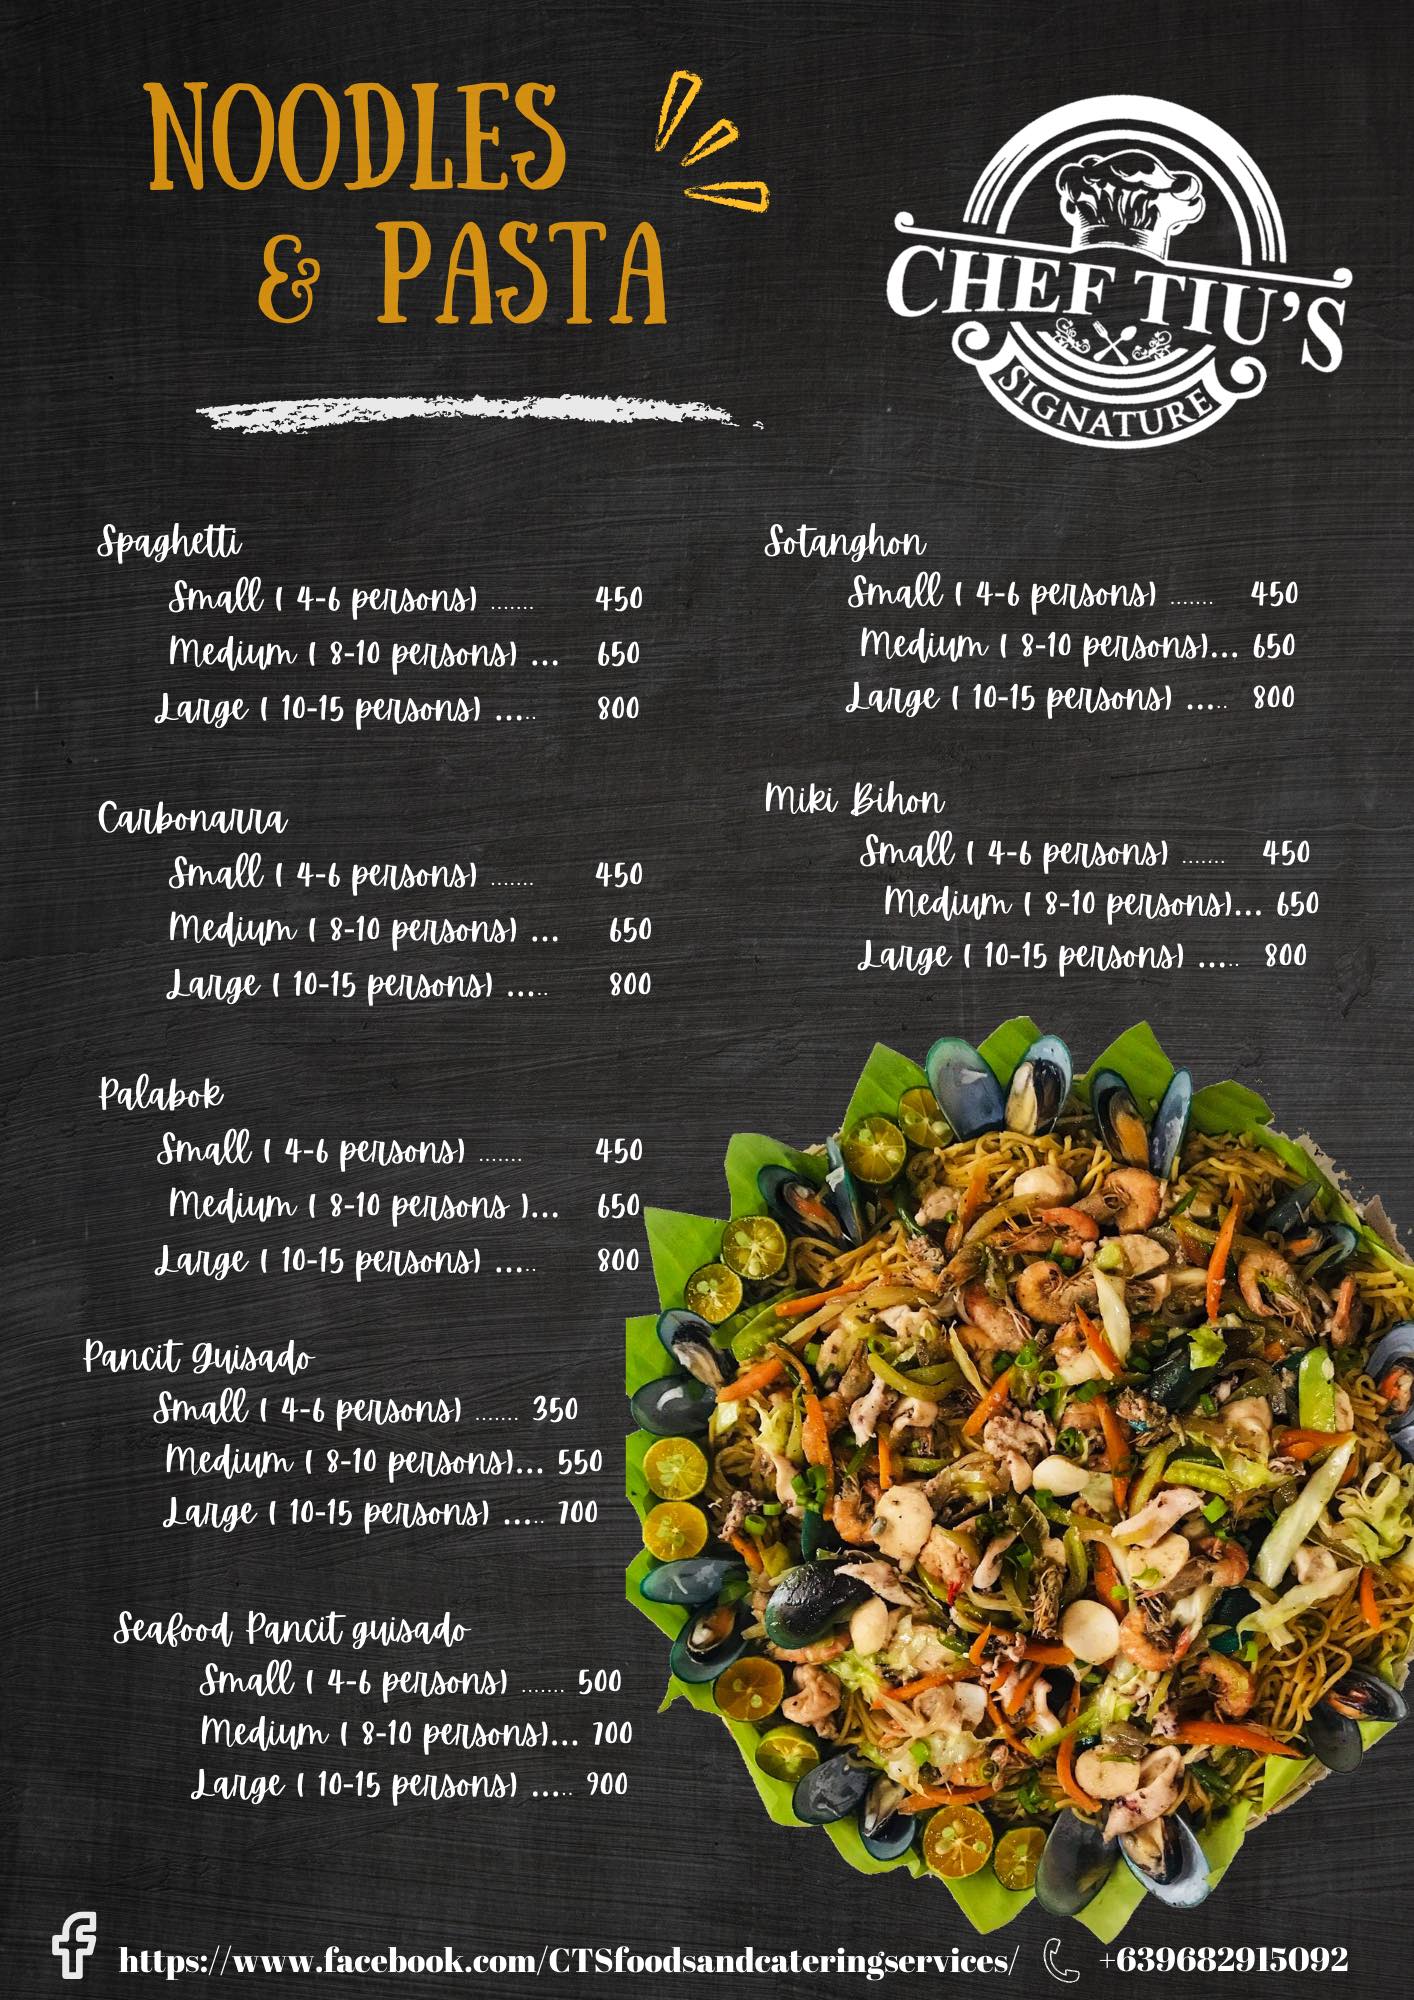 NOODLES
& PASTA
CHEF TIU'S
SIGNATURE
Spaghetti
Small ( 4-6 persons) ....... 450
Medium ( 8-10 persons) ... 650
Large ( 10-15 persons) ..... 800
Carbonarra
Small ( 4-6 persons) ....... 450
Medium ( 8-10 persons) ... 650
Large ( 10-15 persons) ..... 800
Palabok
Small ( 4-6 persons) ....... 450
Medium ( 8-10 persons )... 650
Large ( 10-15 persons) ..... 800
Pancit guisado
Small ( 4-6 persons) ....... 350
Medium ( 8-10 persons)... 550
Large ( 10-15 persons) ..... 700
Seafood Pancit guisado
Small ( 4-6 persons) ....... 500
Medium ( 8-10 persons)... 700
Large ( 10-15 persons) ..... 900
Sotanghon
Small ( 4-6 persons) ....... 450
Medium ( 8-10 persons)... 650
Large ( 10-15 persons) ..... 800
Miki Bihon
Small ( 4-6 persons) ....... 450
Medium ( 8-10 persons)... 650
Large ( 10-15 persons) ..... 800
https://www.facebook.com/CTSfoodsandcateringservices/ +639682915092